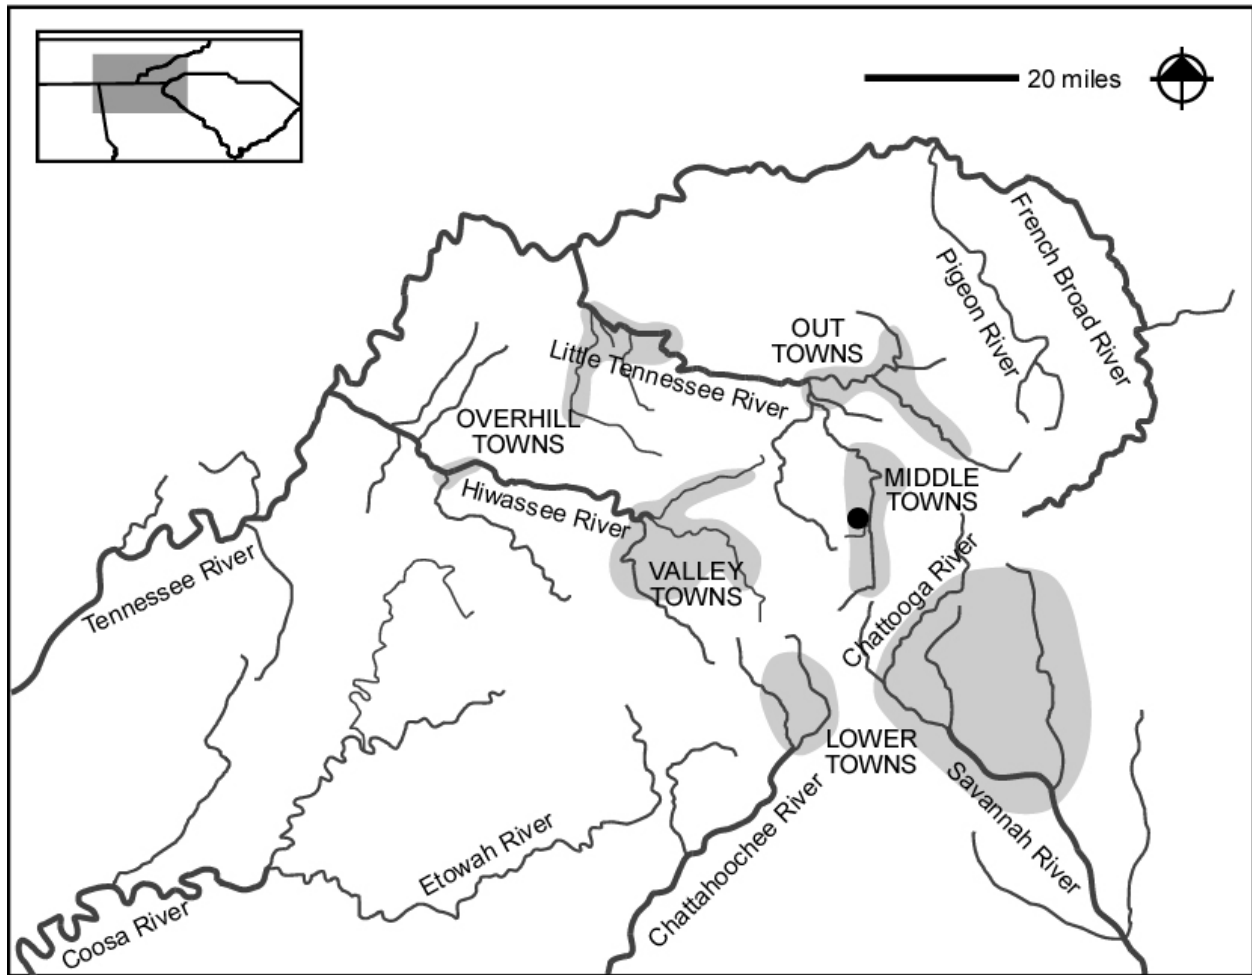 20 miles
French Broad River
Pigeon River
OUT
TOWNS
Little Tennessee River
OVERHILL
TOWNS
MIDDLE
TOWNS
Hiwassee River
Tennessee River
VALLEY
TOWNS
Chattooga River
LOWER
TOWNS
Savannah River
Chattahoochee River
Etowah River
Coosa River